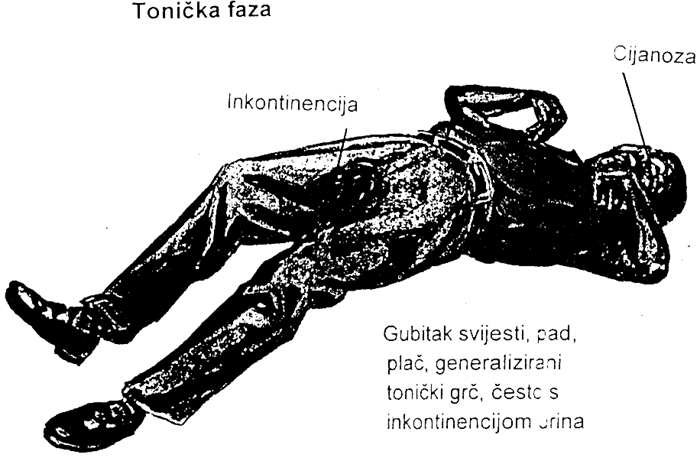 Tonička faza
Cijanoza
Inkontinencija
Gubitak svijesti, pad,
plač, generalizirani
tonički grč, često s
inkontinencijom urina